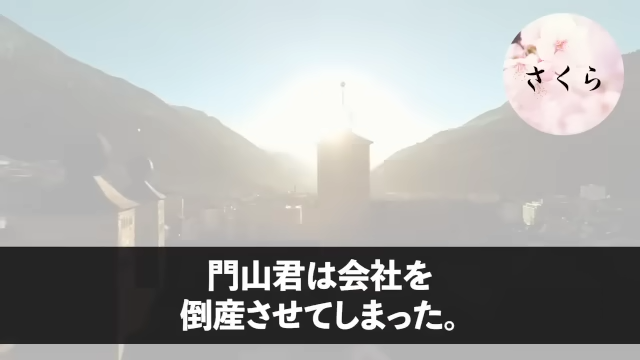 さくら
門山君は会社を
倒産させてしまった。